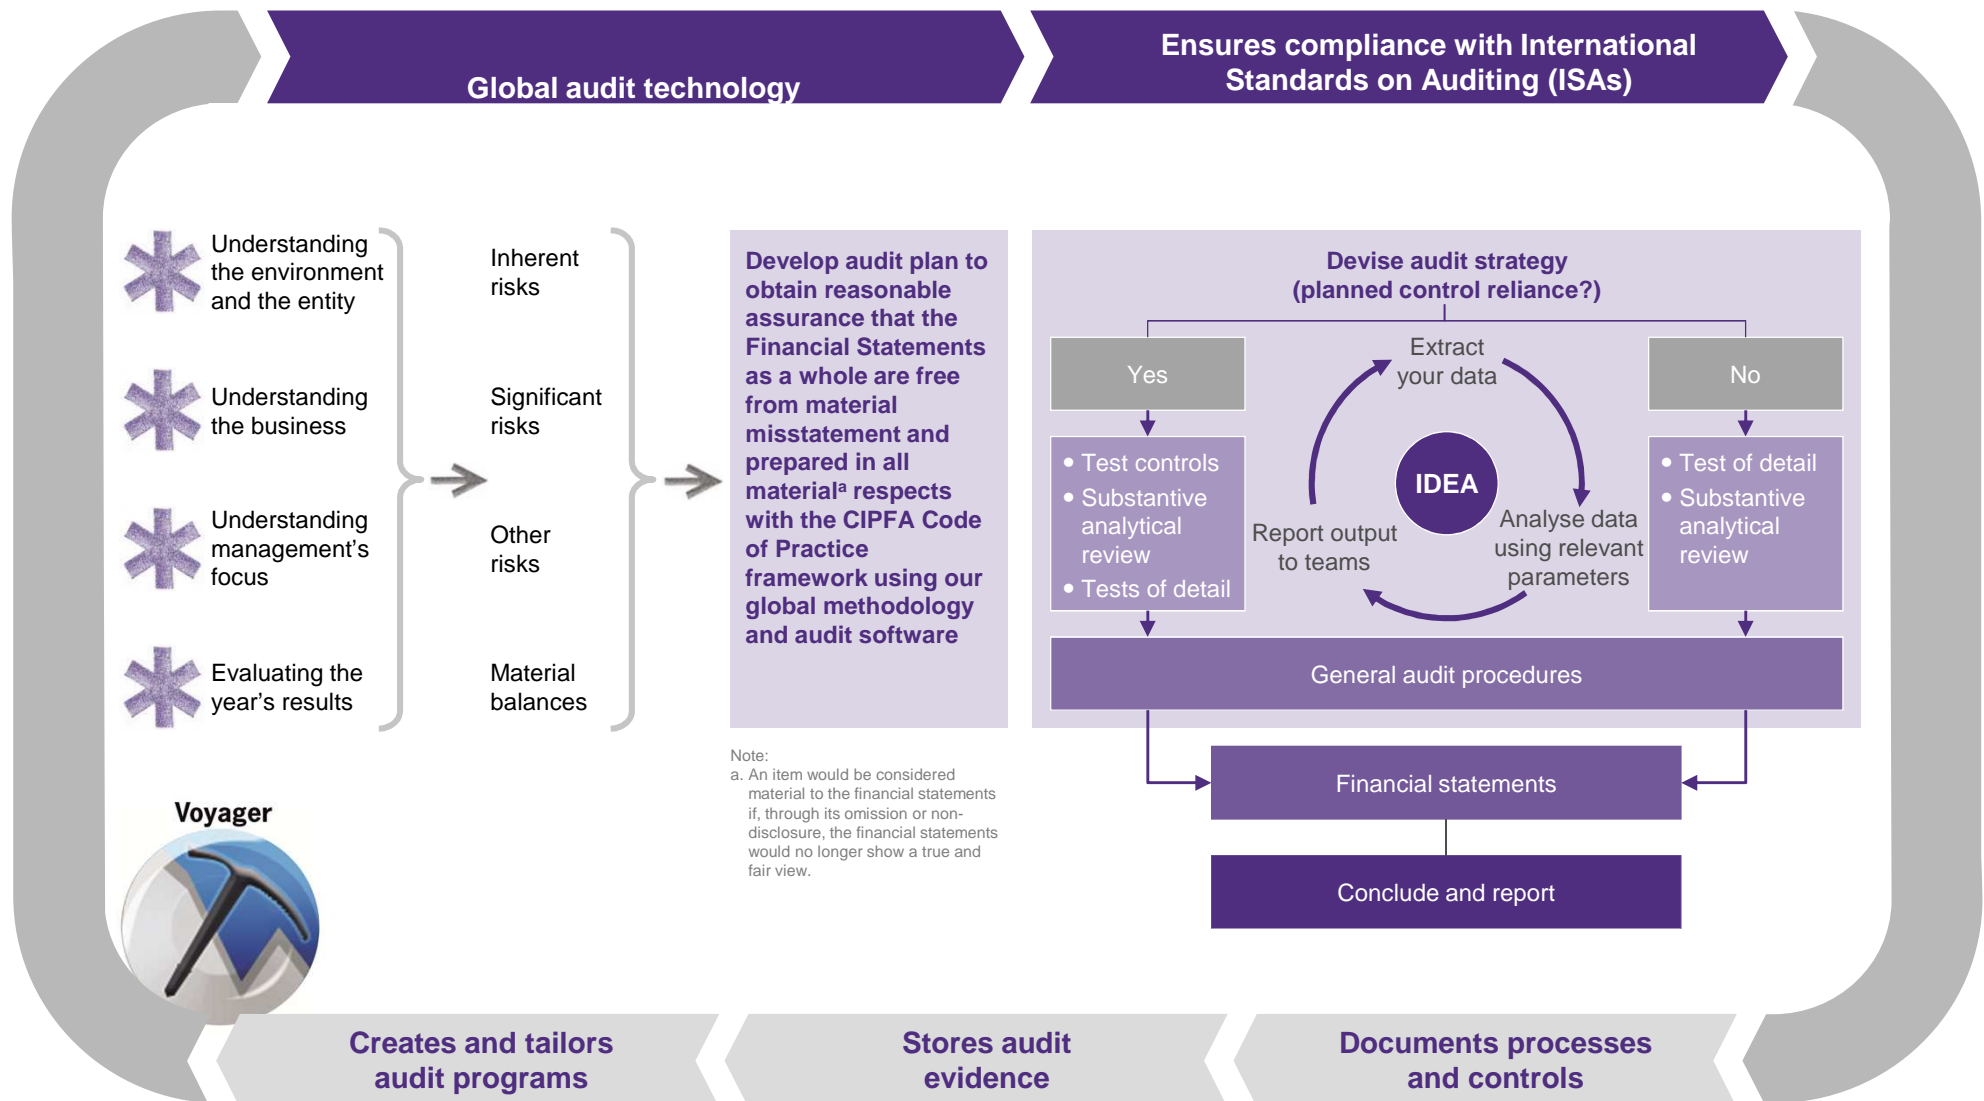 Global audit technology
Ensures compliance with International
Standards on Auditing (ISAs)
Understanding
the environment
and the entity
Understanding
the business
Understanding
management’s
focus
Evaluating the
year’s results
Inherent
risks
Significant
risks
Other
risks
Material
balances
Develop audit plan to
obtain reasonable
assurance that the
Financial Statements
as a whole are free
from material
misstatement and
prepared in all
materialᵃ respects
with the CIPFA Code
of Practice
framework using our
global methodology
and audit software
Note:
a. An item would be considered
material to the financial statements
if, through its omission or non-
disclosure, the financial statements
would no longer show a true and
fair view.
Devise audit strategy
(planned control reliance?)
Yes
• Test controls
• Substantive
analytical
review
• Tests of detail
Extract
your data
IDEA
Analyse data
using relevant
parameters
Report output
to teams
No
• Test of detail
• Substantive
analytical
review
General audit procedures
Financial statements
Conclude and report
Voyager
Creates and tailors
audit programs
Stores audit
evidence
Documents processes
and controls